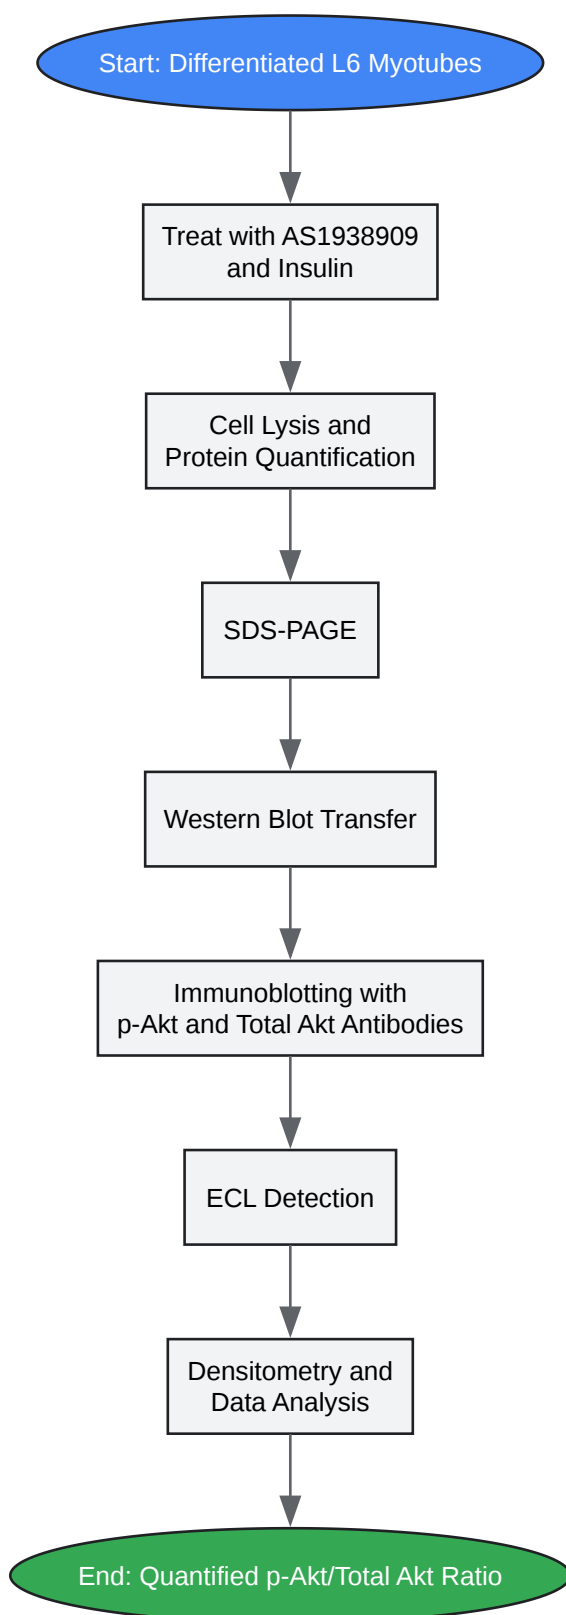 Start: Differentiated L6 Myotubes
Treat with AS1938909
and Insulin
Cell Lysis and
Protein Quantification
SDS-PAGE
Western Blot Transfer
Immunoblotting with
p-Akt and Total Akt Antibodies
ECL Detection
Densitometry and
Data Analysis
End: Quantified p-Akt/Total Akt Ratio